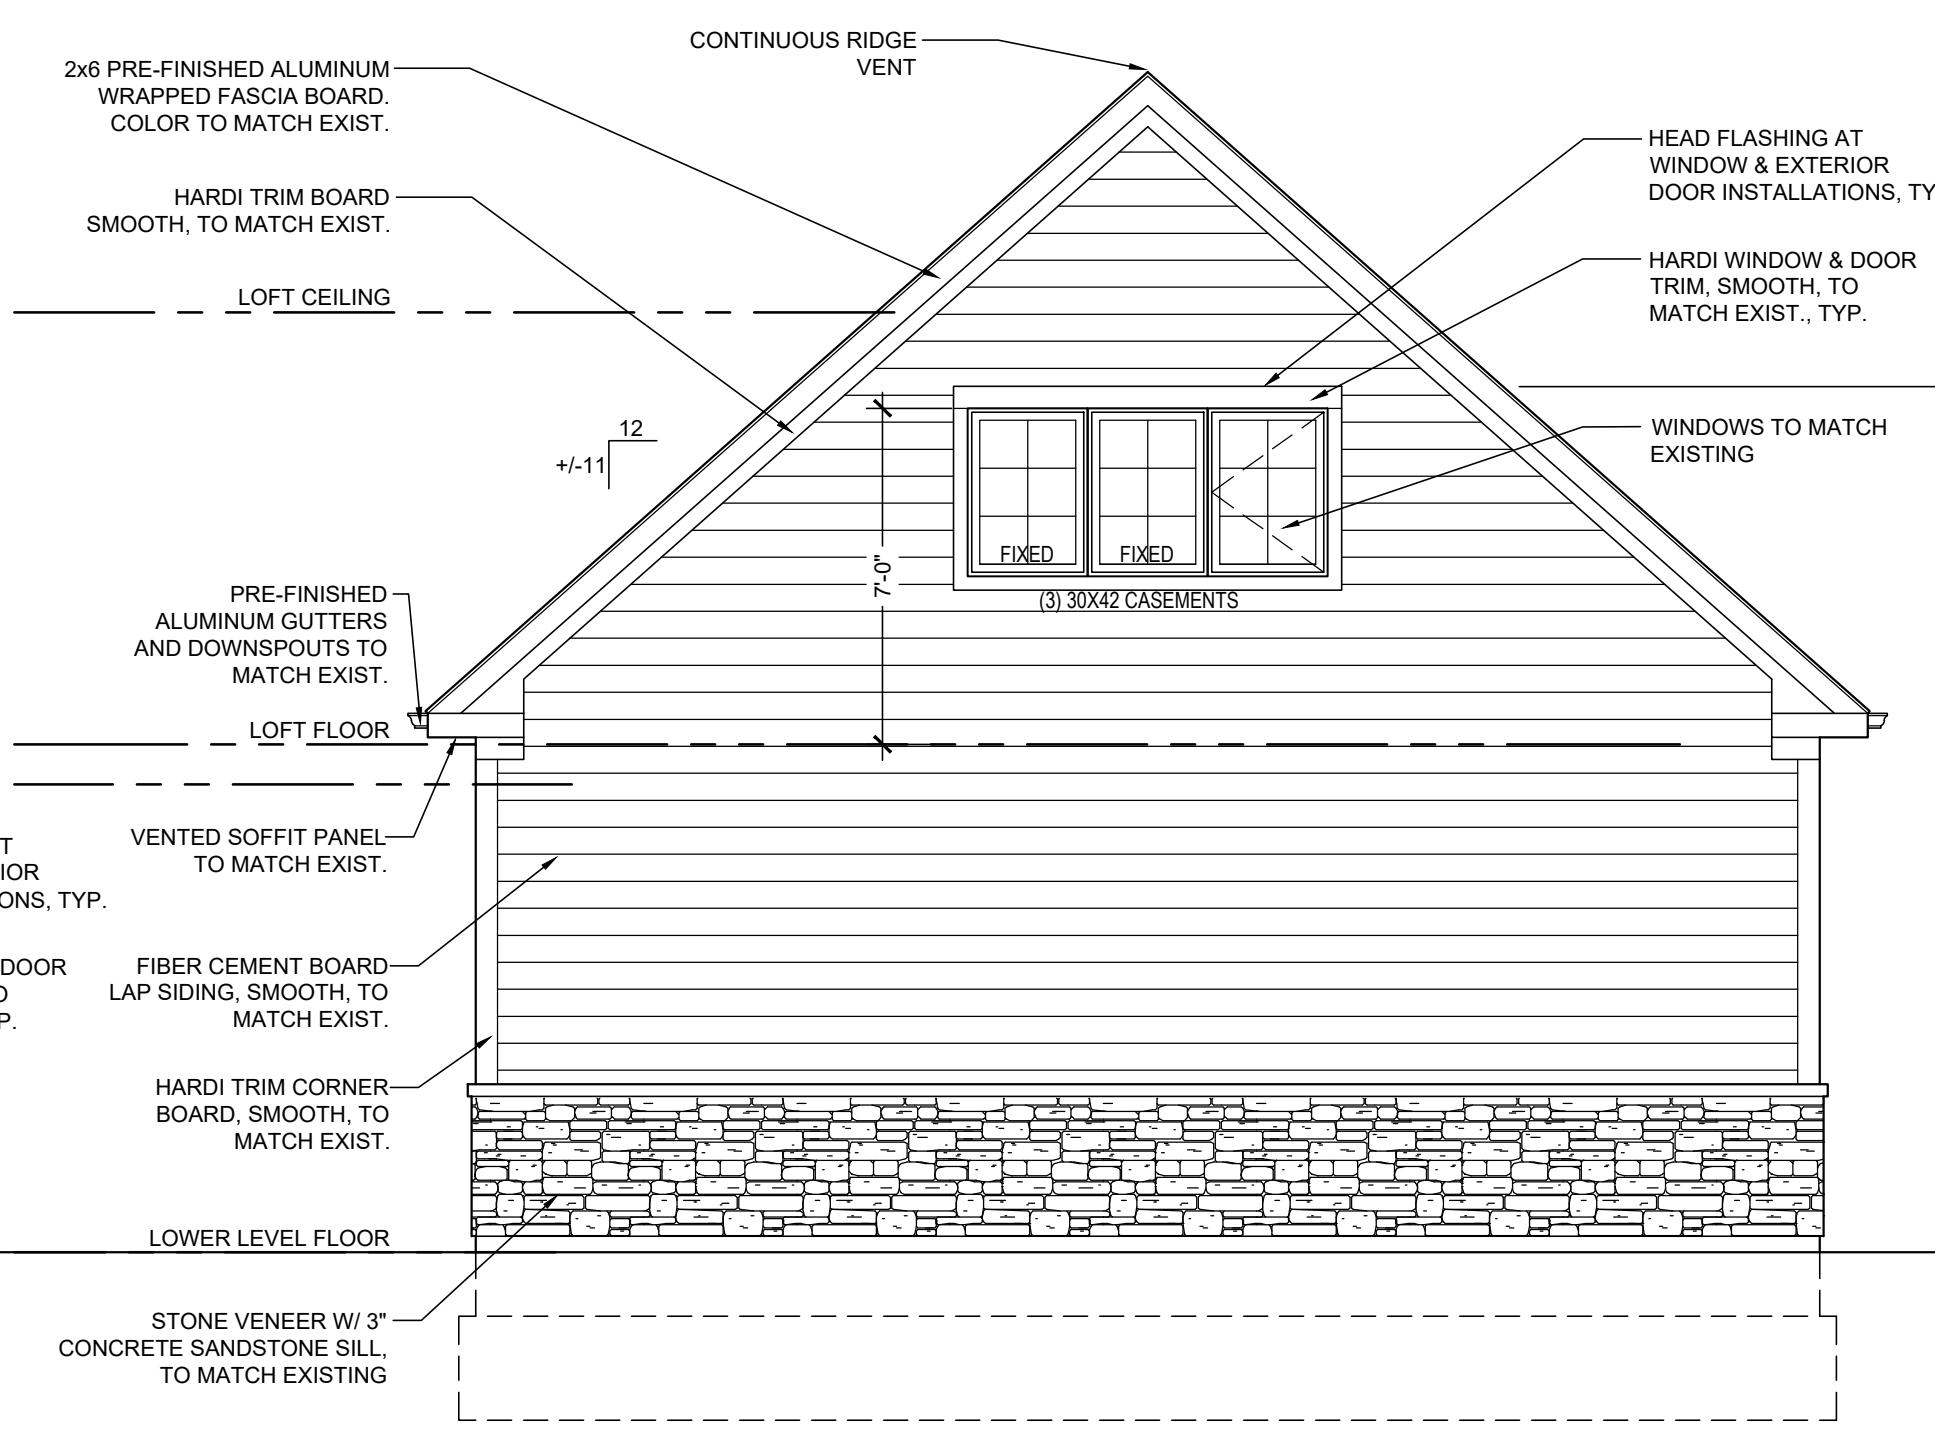 CONTINUOUS RIDGE
VENT
2x6 PRE-FINISHED ALUMINUM
WRAPPED FASCIA BOARD.
COLOR TO MATCH EXIST.
HARDI TRIM BOARD
SMOOTH, TO MATCH EXIST.
LOFT CEILING
HEAD FLASHING AT
WINDOW & EXTERIOR
DOOR INSTALLATIONS, TY
HARDI WINDOW & DOOR
TRIM, SMOOTH, TO
MATCH EXIST., TYP.
WINDOWS TO MATCH
EXISTING
12
+/-11
FIXED
FIXED
7'-0"
(3) 30X42 CASEMENTS
PRE-FINISHED
ALUMINUM GUTTERS
AND DOWNSPOUTS TO
MATCH EXIST.
LOFT FLOOR
VENTED SOFFIT PANEL
TO MATCH EXIST.
T
IOR
ONS, TYP.
FIBER CEMENT BOARD
LAP SIDING, SMOOTH, TO
MATCH EXIST.
DOOR
P.
HARDI TRIM CORNER
BOARD, SMOOTH, TO
MATCH EXIST.
LOWER LEVEL FLOOR
STONE VENEER W/ 3"
CONCRETE SANDSTONE SILL,
TO MATCH EXISTING